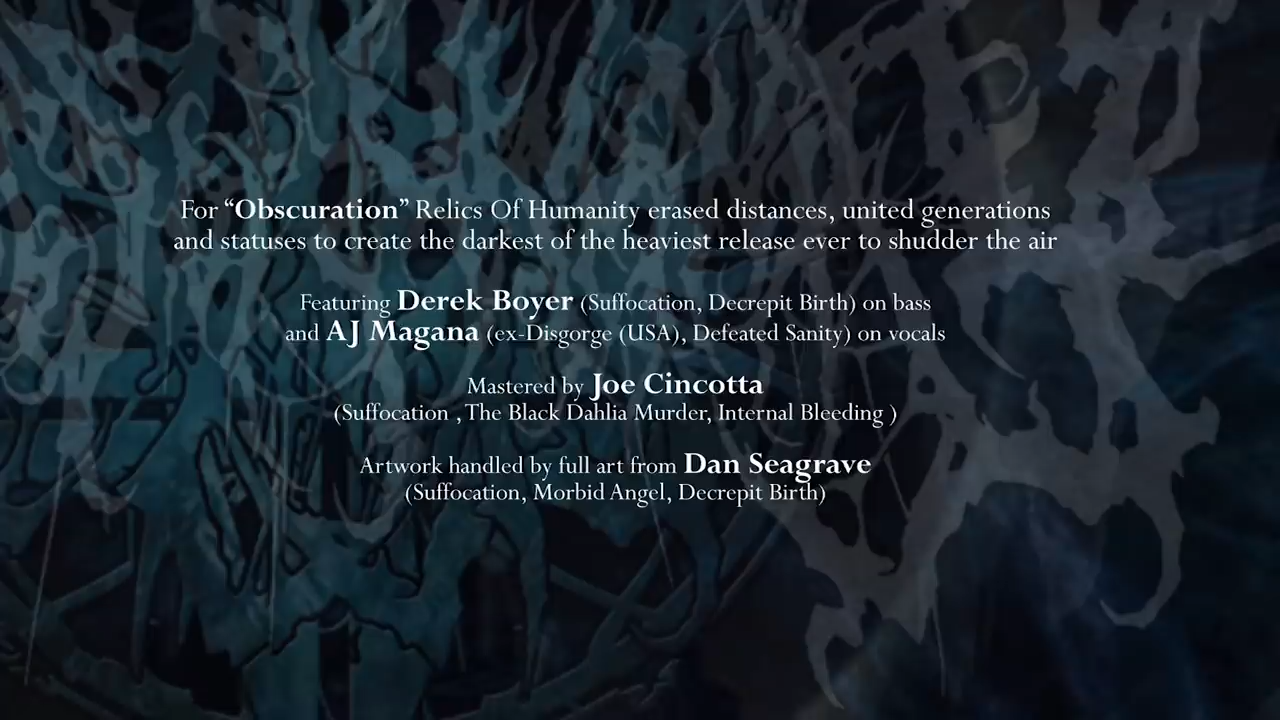 For “Obscuration” Relics Of Humanity erased distances, united generations
and statuses to create the darkest of the heaviest release ever to shudder the air
Featuring Derek Boyer (Suffocation, Decrepit Birth) on bass
and AJ Magana (ex-Disgorge (USA), Defeated Sanity) on vocals
Mastered by Joe Cincotta
(Suffocation , The Black Dahlia Murder, Internal Bleeding )
Artwork handled by full art from Dan Seagrave
(Suffocation, Morbid Angel, Decrepit Birth)